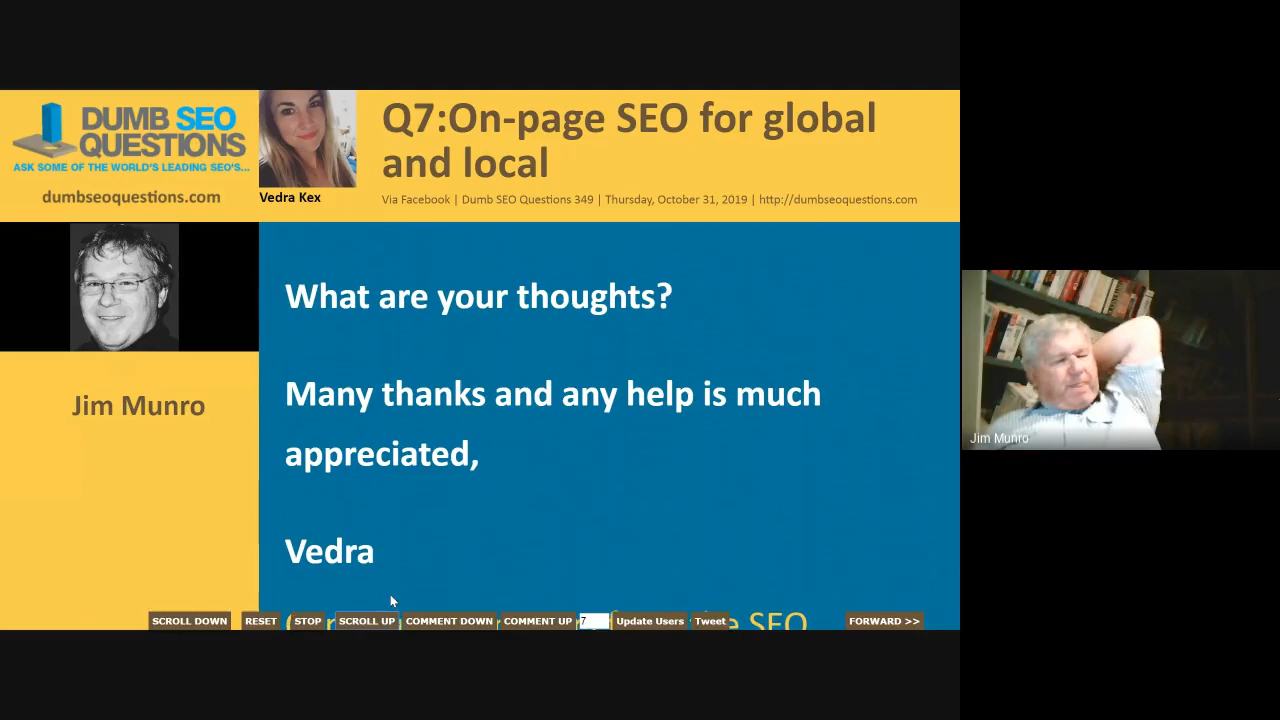 DUMB SEO
QUESTIONS
ASK SOME OF THE WORLD'S LEADING SEO'S...
dumbseoquestions.com
Vedra Kex
Q7:On-page SEO for global
and local
Via Facebook | Dumb SEO Questions 349 | Thursday, October 31, 2019 | http://dumbseoquestions.com
Jim Munro
What are your thoughts?
Many thanks and any help is much
appreciated,
Vedra
SEO
SCROLL DOWN
RESET
STOP
SCROLL UP
COMMENT DOWN
COMMENT UP
7
Update Users
Tweet
FORWARD >>
Jim Munro